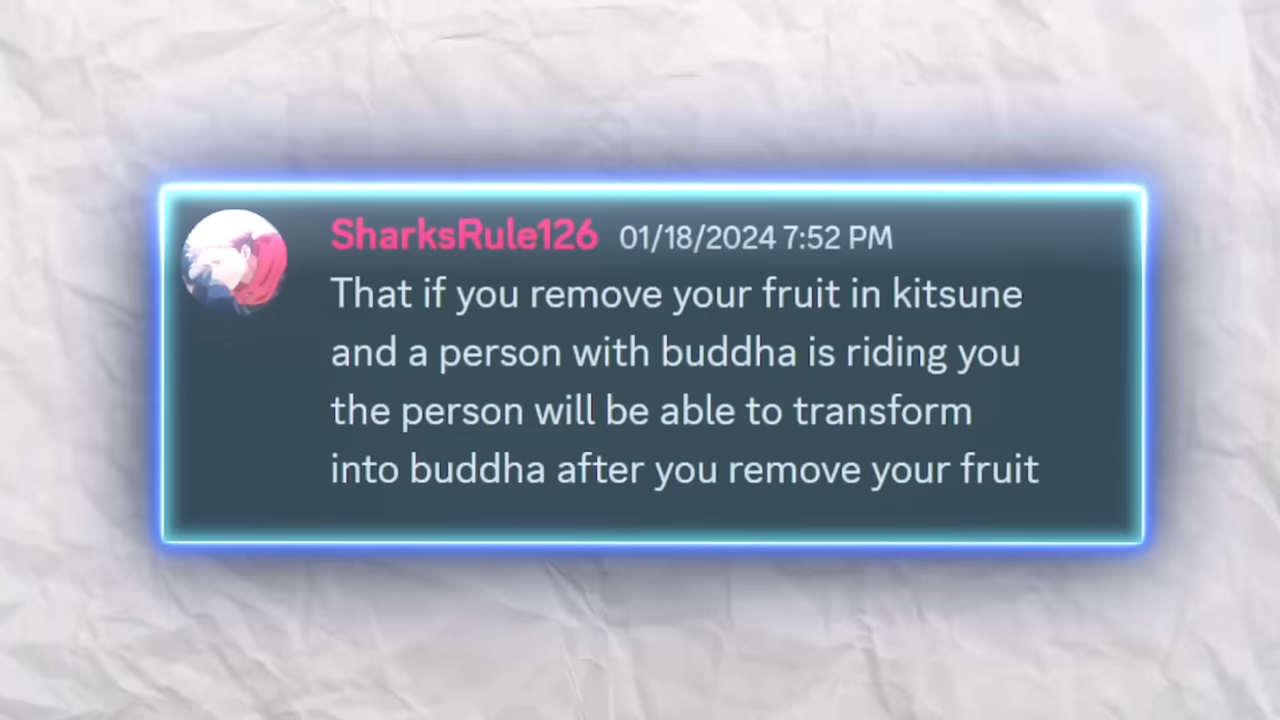 SharksRule126 01/18/2024 7:52 PM
That if you remove your fruit in kitsune
and a person with buddha is riding you
the person will be able to transform
into buddha after you remove your fruit